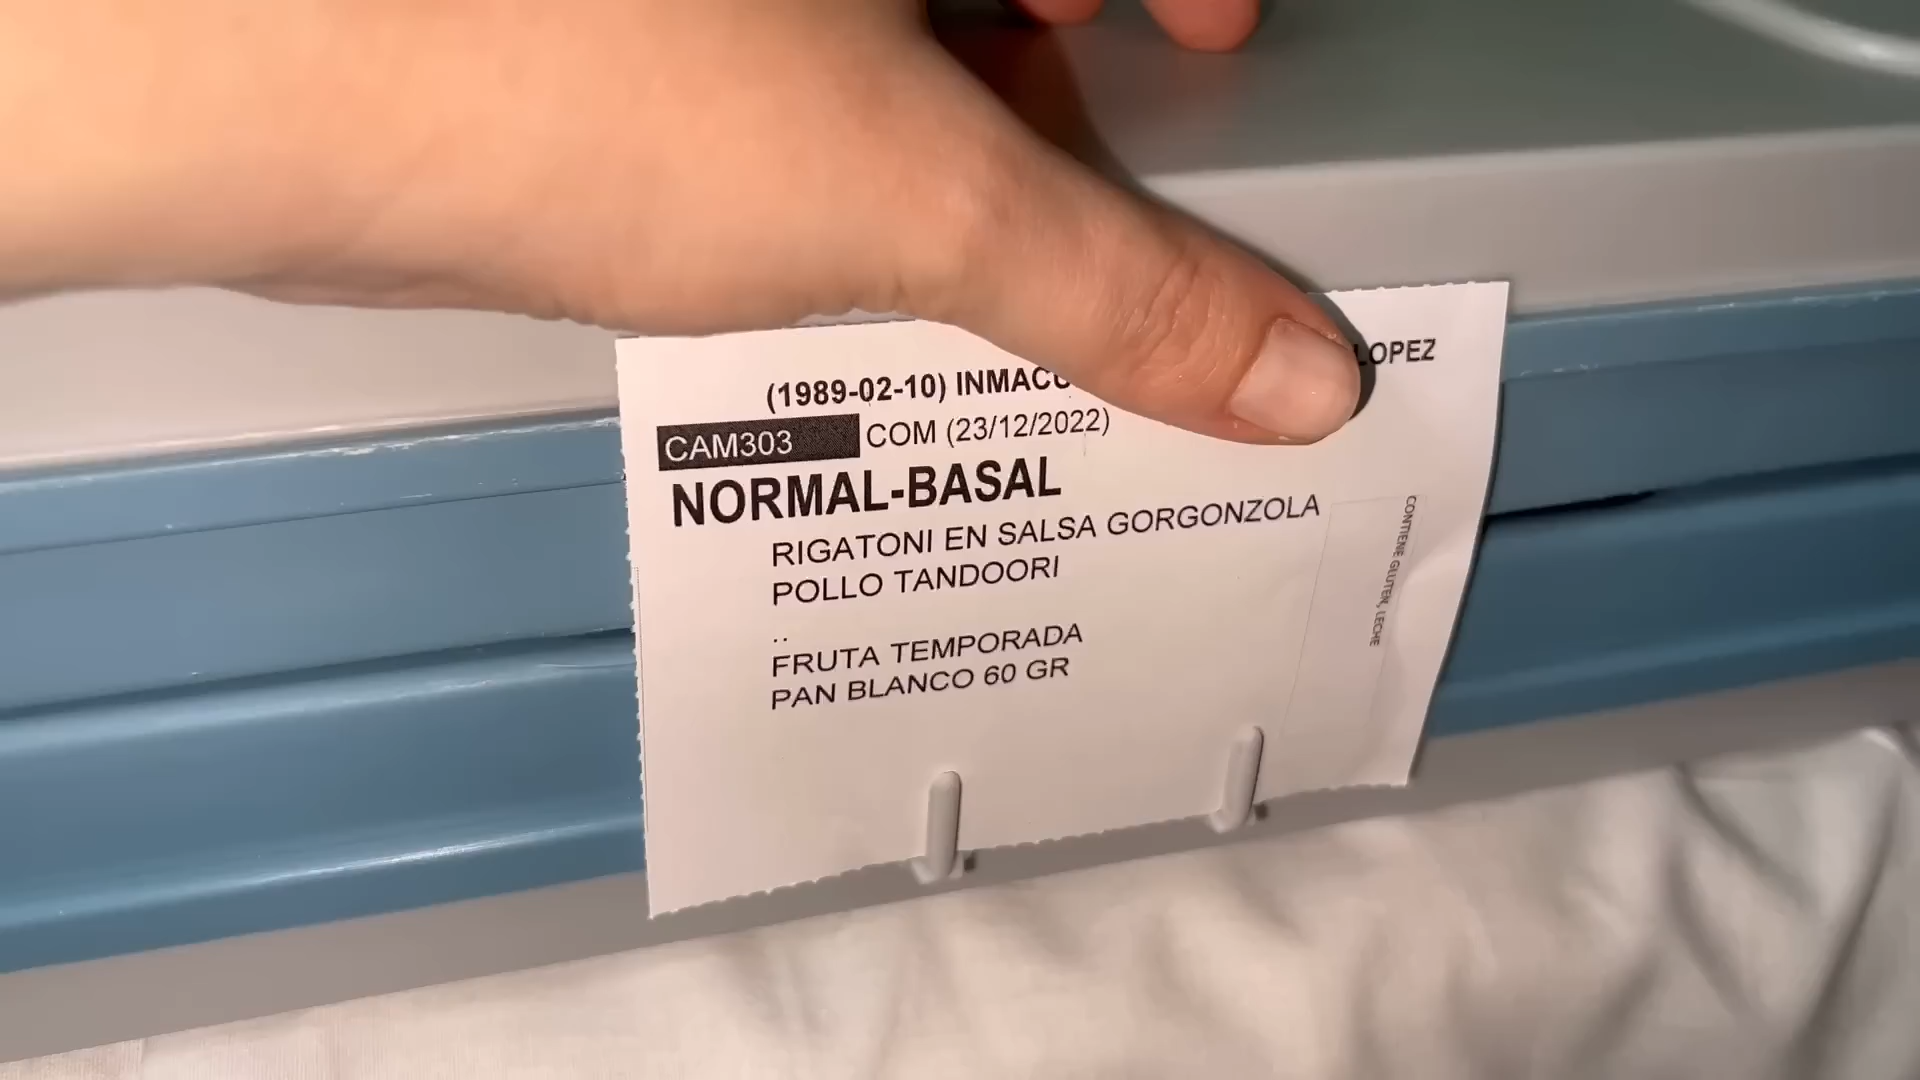 (1989-02-10) LOPEZ
CAM303 COM (23/12/2022)
NORMAL-BASAL
RIGATONI EN SALSA GORGONZOLA
POLLO TANDOORI
..
FRUTA TEMPORADA
PAN BLANCO 60 GR
CONTIENE GLUTEN, LECHE